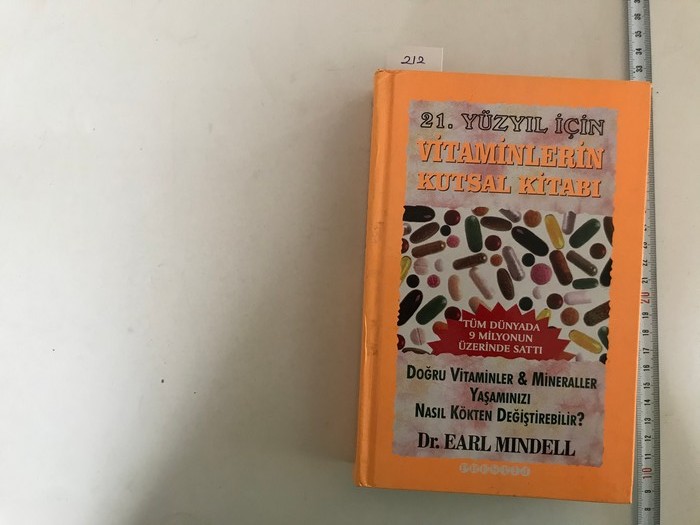 212
21. YÜZYIL İÇİN
VİTAMİNLERİN
KUTSAL KİTABI
TÜM DÜNYADA
9 MİLYONUN
ÜZERİNDE SATTI
DOĞRU VİTAMİNLER & MİNERALLER
YAŞAMINIZI
NASIL KÖKTEN DEĞİŞTİREBİLİR?
Dr. EARL MINDELL